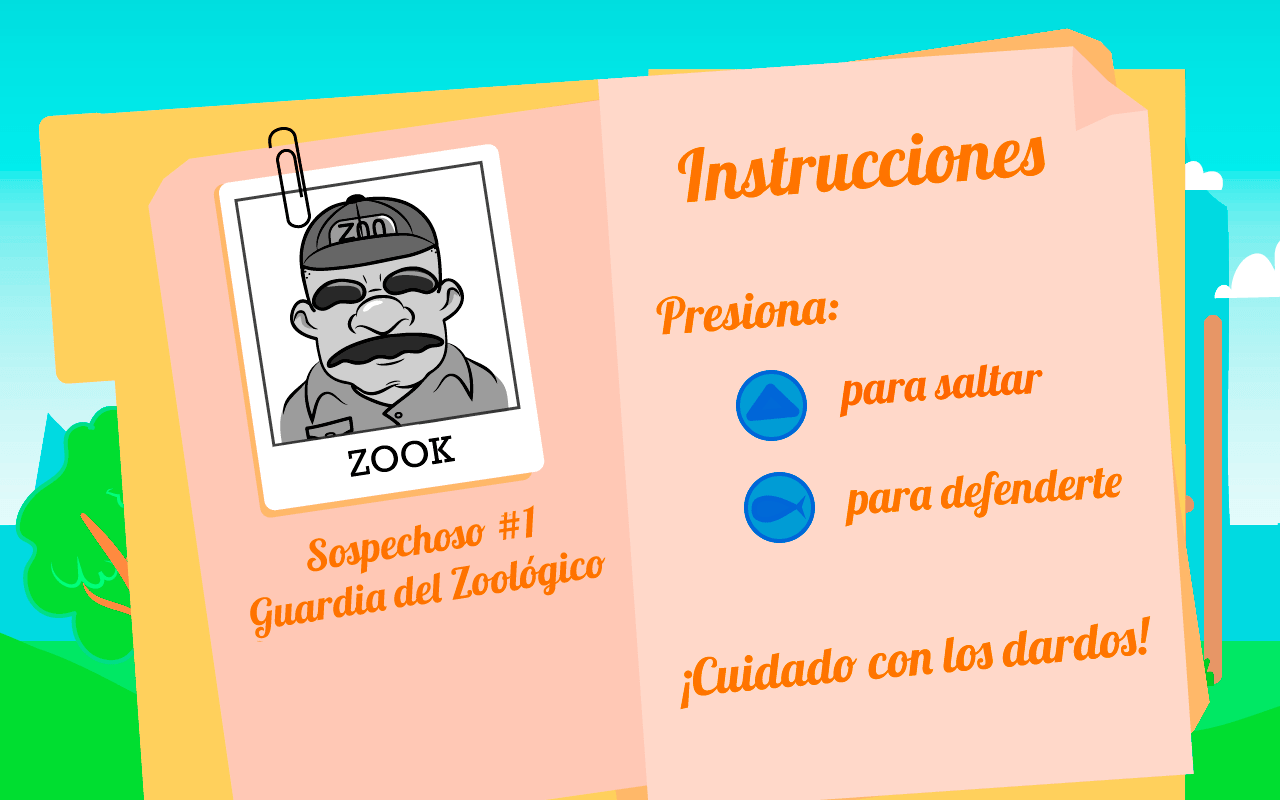 ZOO
ZOOK
Sospechoso #1
Guardia del Zoológico
Instrucciones
Presiona:
para saltar
para defenderte
¡Cuidado con los dardos!